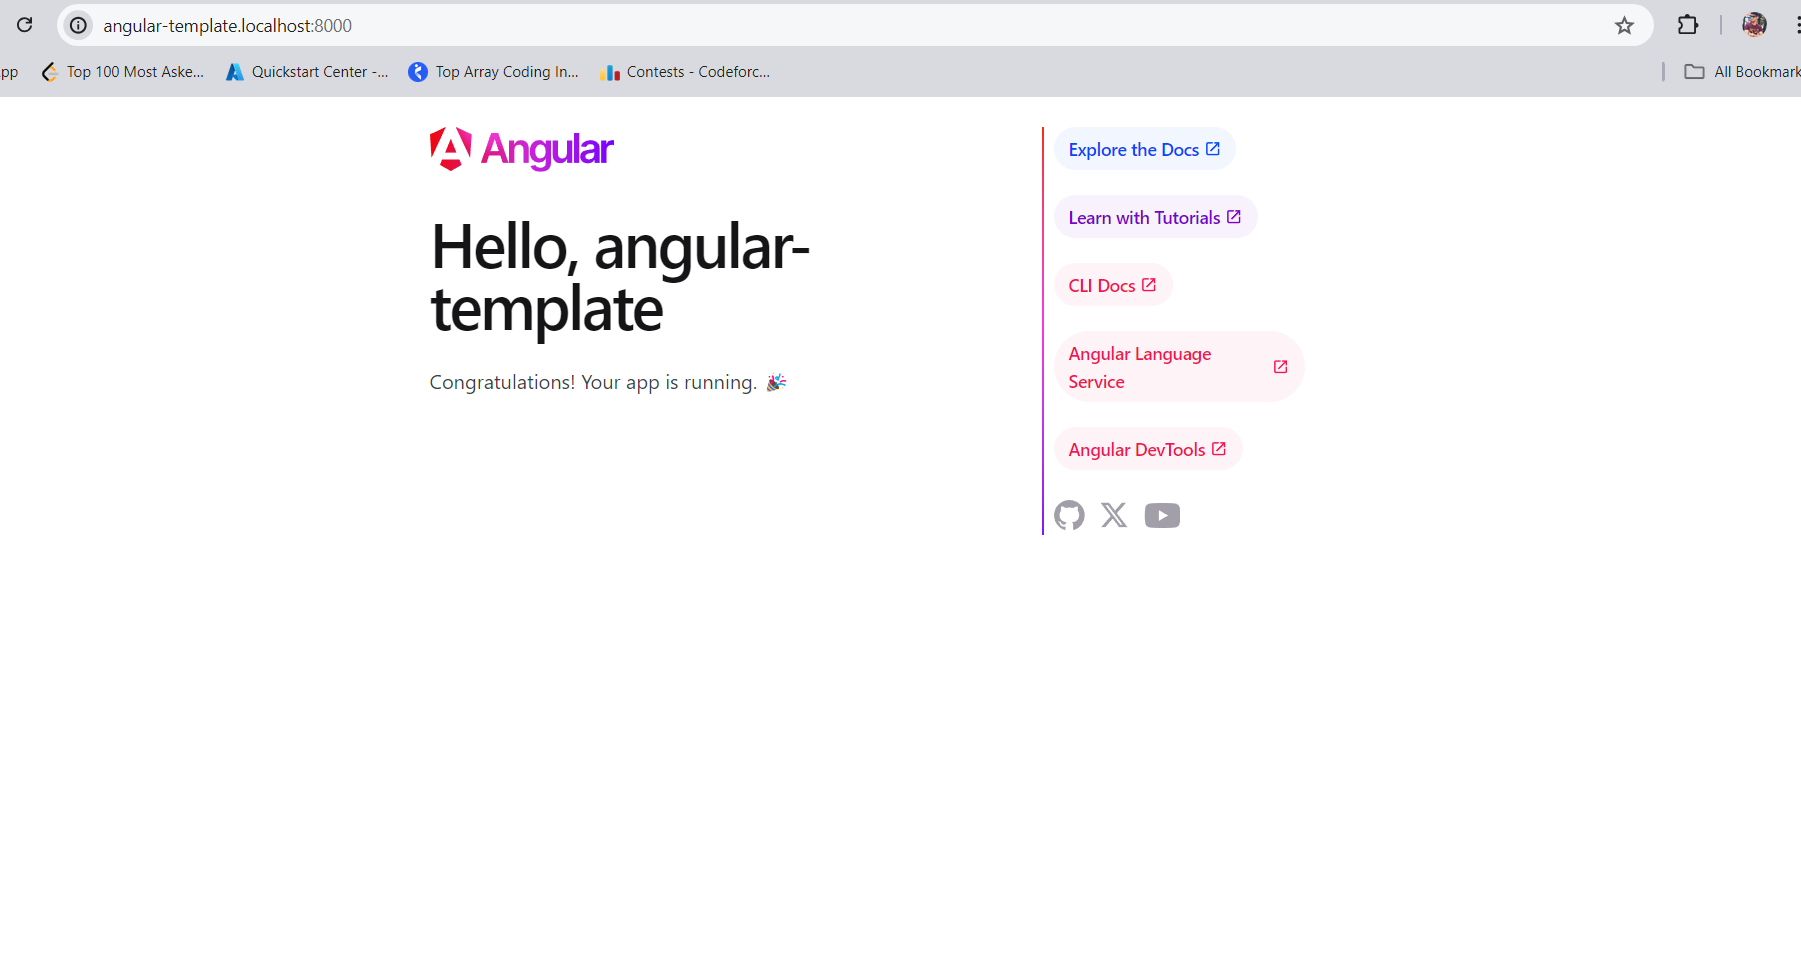 angular-template.localhost:8000
pp
Top 100 Most Aske...
Quickstart Center -...
Top Array Coding In...
Contests - Codeforc...
All Bookmark
Angular
Hello, angular-
template
Congratulations! Your app is running. 🎉
Explore the Docs
Learn with Tutorials
CLI Docs
Angular Language
Service
Angular DevTools